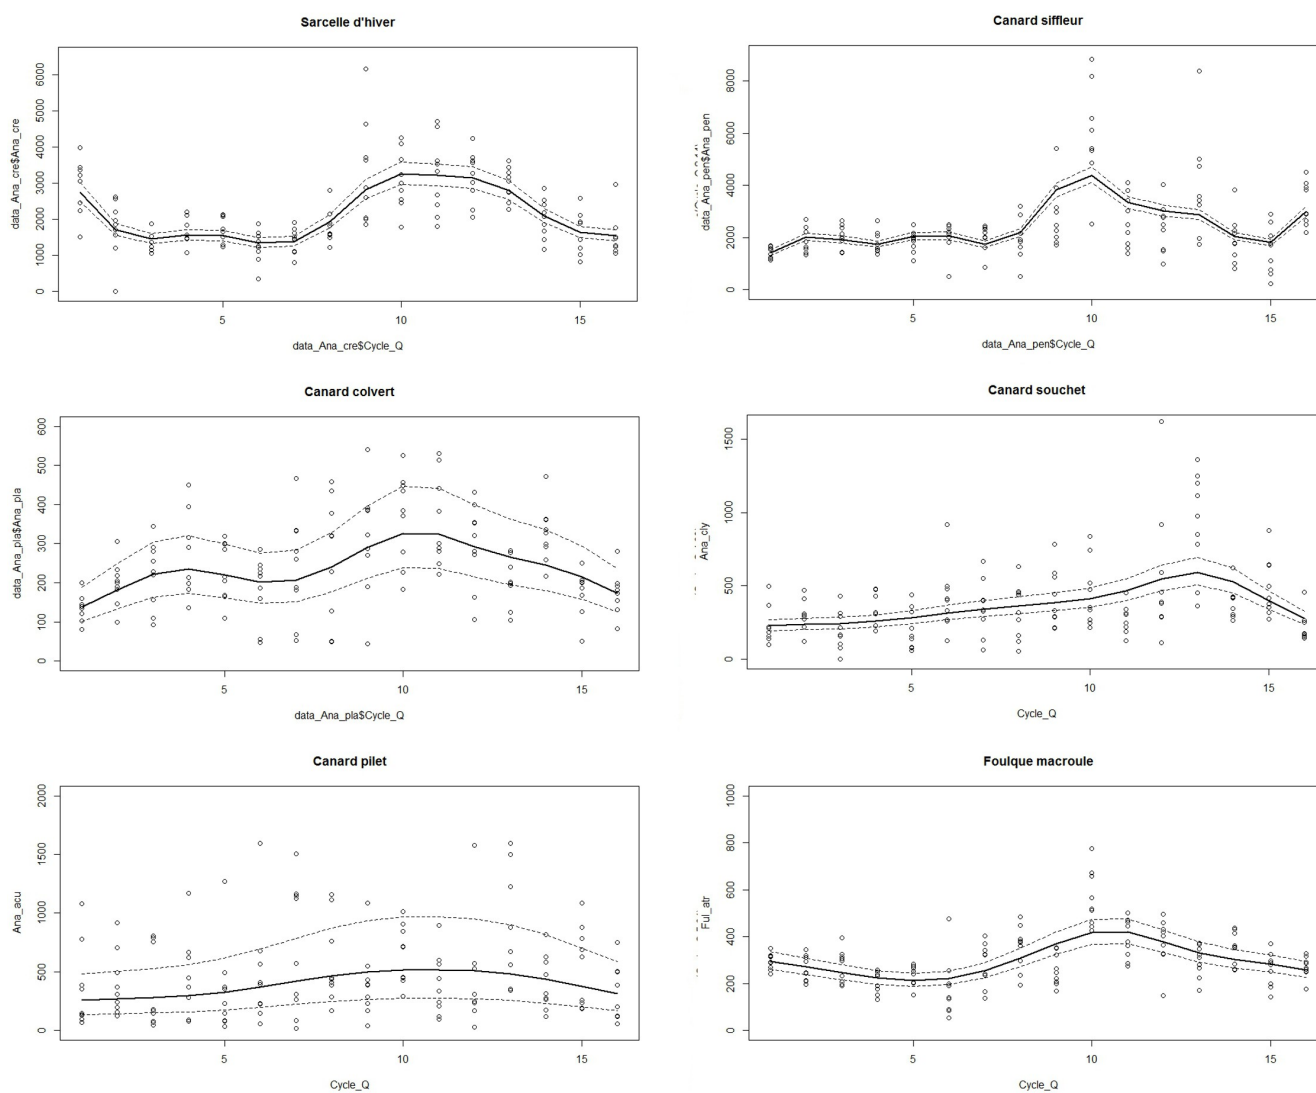 Sarcelle d'hiver
data_Ana_cre$Ana_cre
6000
5000
4000
3000
2000
1000
0
5 10 15
data_Ana_cre$Cycle_Q
Canard siffleur
data_Ana_pen$Ana_pen
8000
6000
4000
2000
0
5 10 15
data_Ana_pen$Cycle_Q
Canard colvert
data_Ana_pla$Ana_pla
600
500
400
300
200
100
0
5 10 15
data_Ana_pla$Cycle_Q
Canard souchet
Ana_cly
1500
1000
500
0
5 10 15
Cycle_Q
Canard pilet
Ana_acu
2000
1500
1000
500
0
5 10 15
Cycle_Q
Foulque macroule
Ful_atr
1000
800
600
400
200
0
5 10 15
Cycle_Q